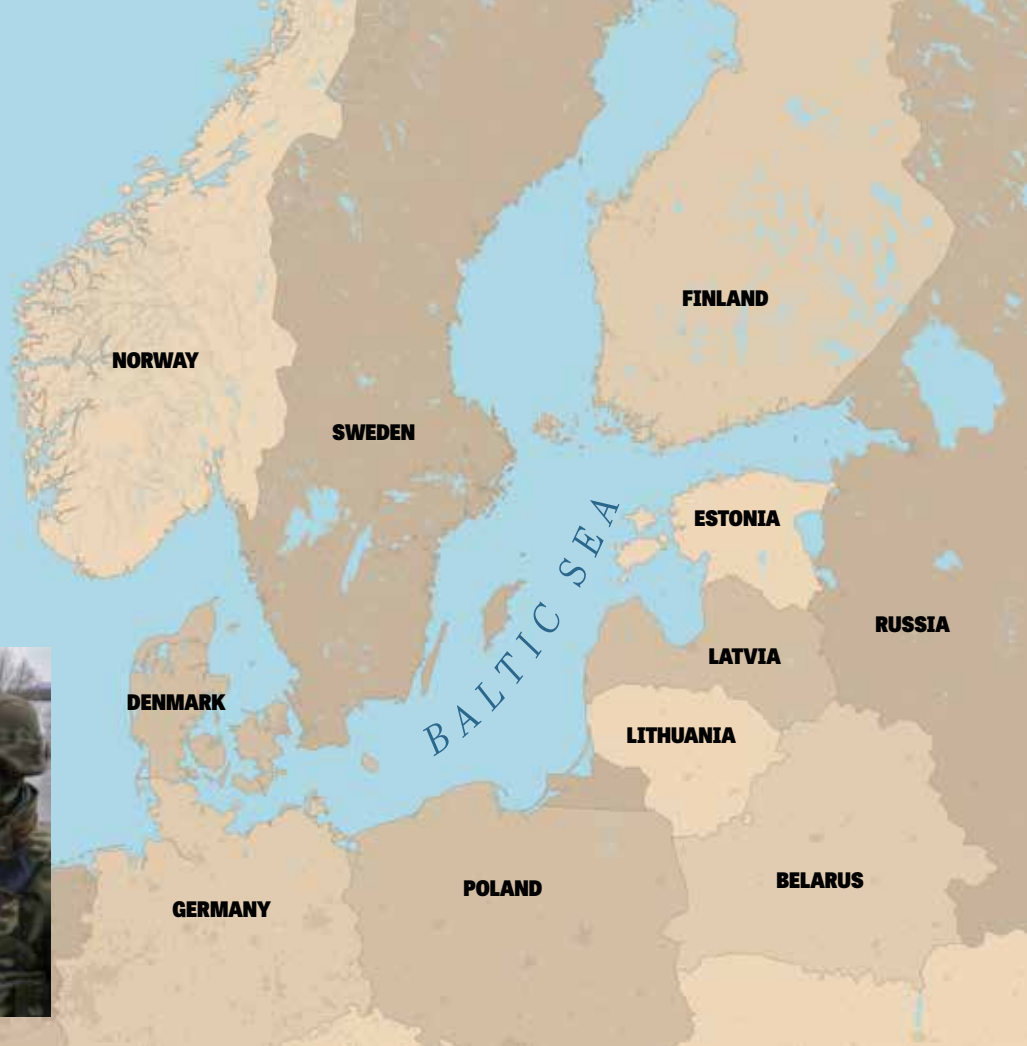 FINLAND
NORWAY
SWEDEN
ESTONIA
BALTIC SEA
RUSSIA
LATVIA
DENMARK
LITHUANIA
BELARUS
POLAND
GERMANY